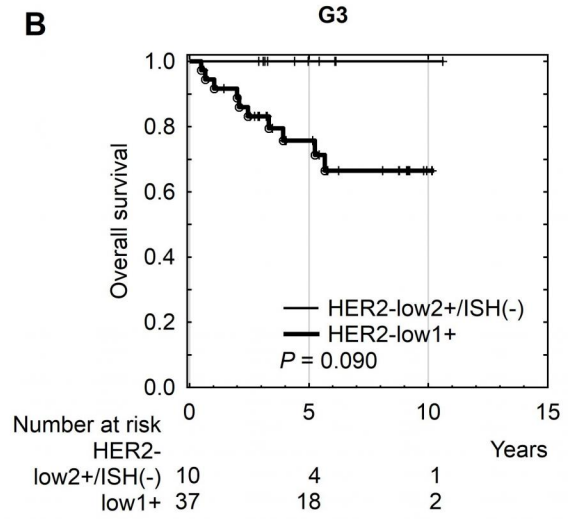 B
G3
1.0
0.8
0.6
0.4
0.2
0.0
Overall survival
HER2-low2+/ISH(-)
HER2-low1+
P = 0.090
0 5 10 15
Number at risk
Years
HER2-
low2+/ISH(-) 10 4 1
low1+ 37 18 2